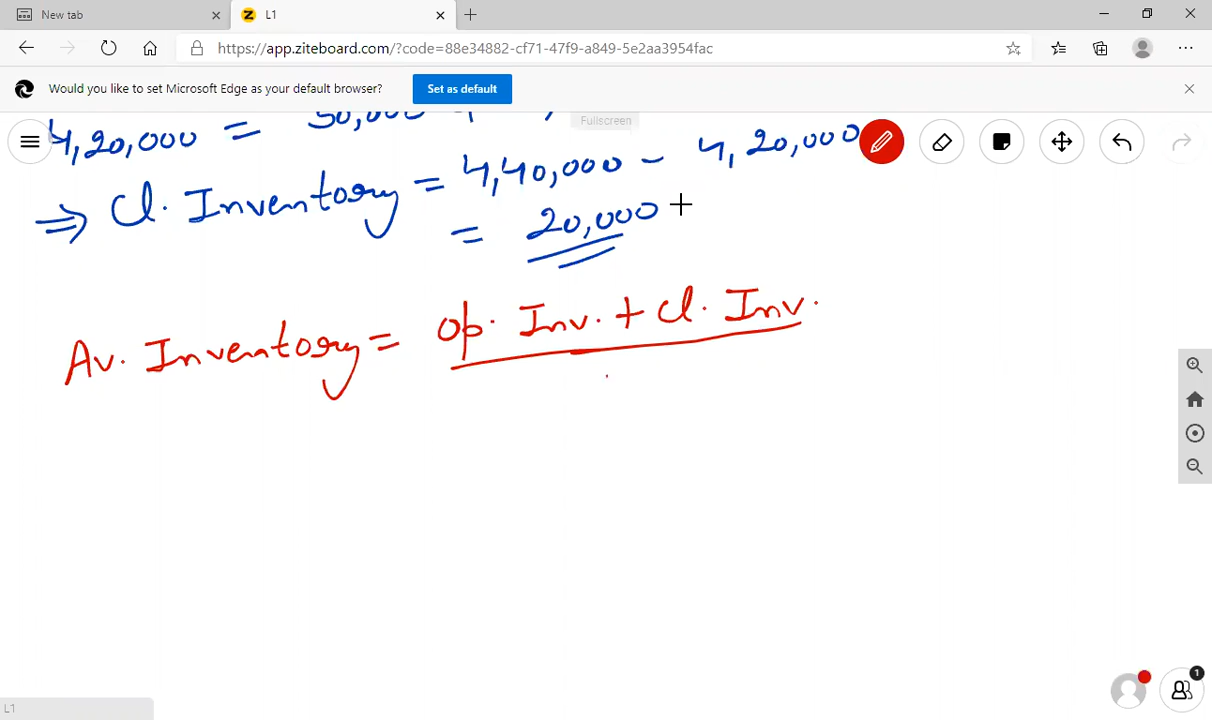 New tab
L1
https://app.ziteboard.com/?code=88e34882-cf71-47f9-a849-5e2aa3954fac
Would you like to set Microsoft Edge as your default browser?
Set as default
Fullscreen
4,20,000 =
⇒ Cl. Inventory = 4,40,000 - 4,20,000
= 20,000
Av. Inventory = Op. Inv. + Cl. Inv.
1
L1